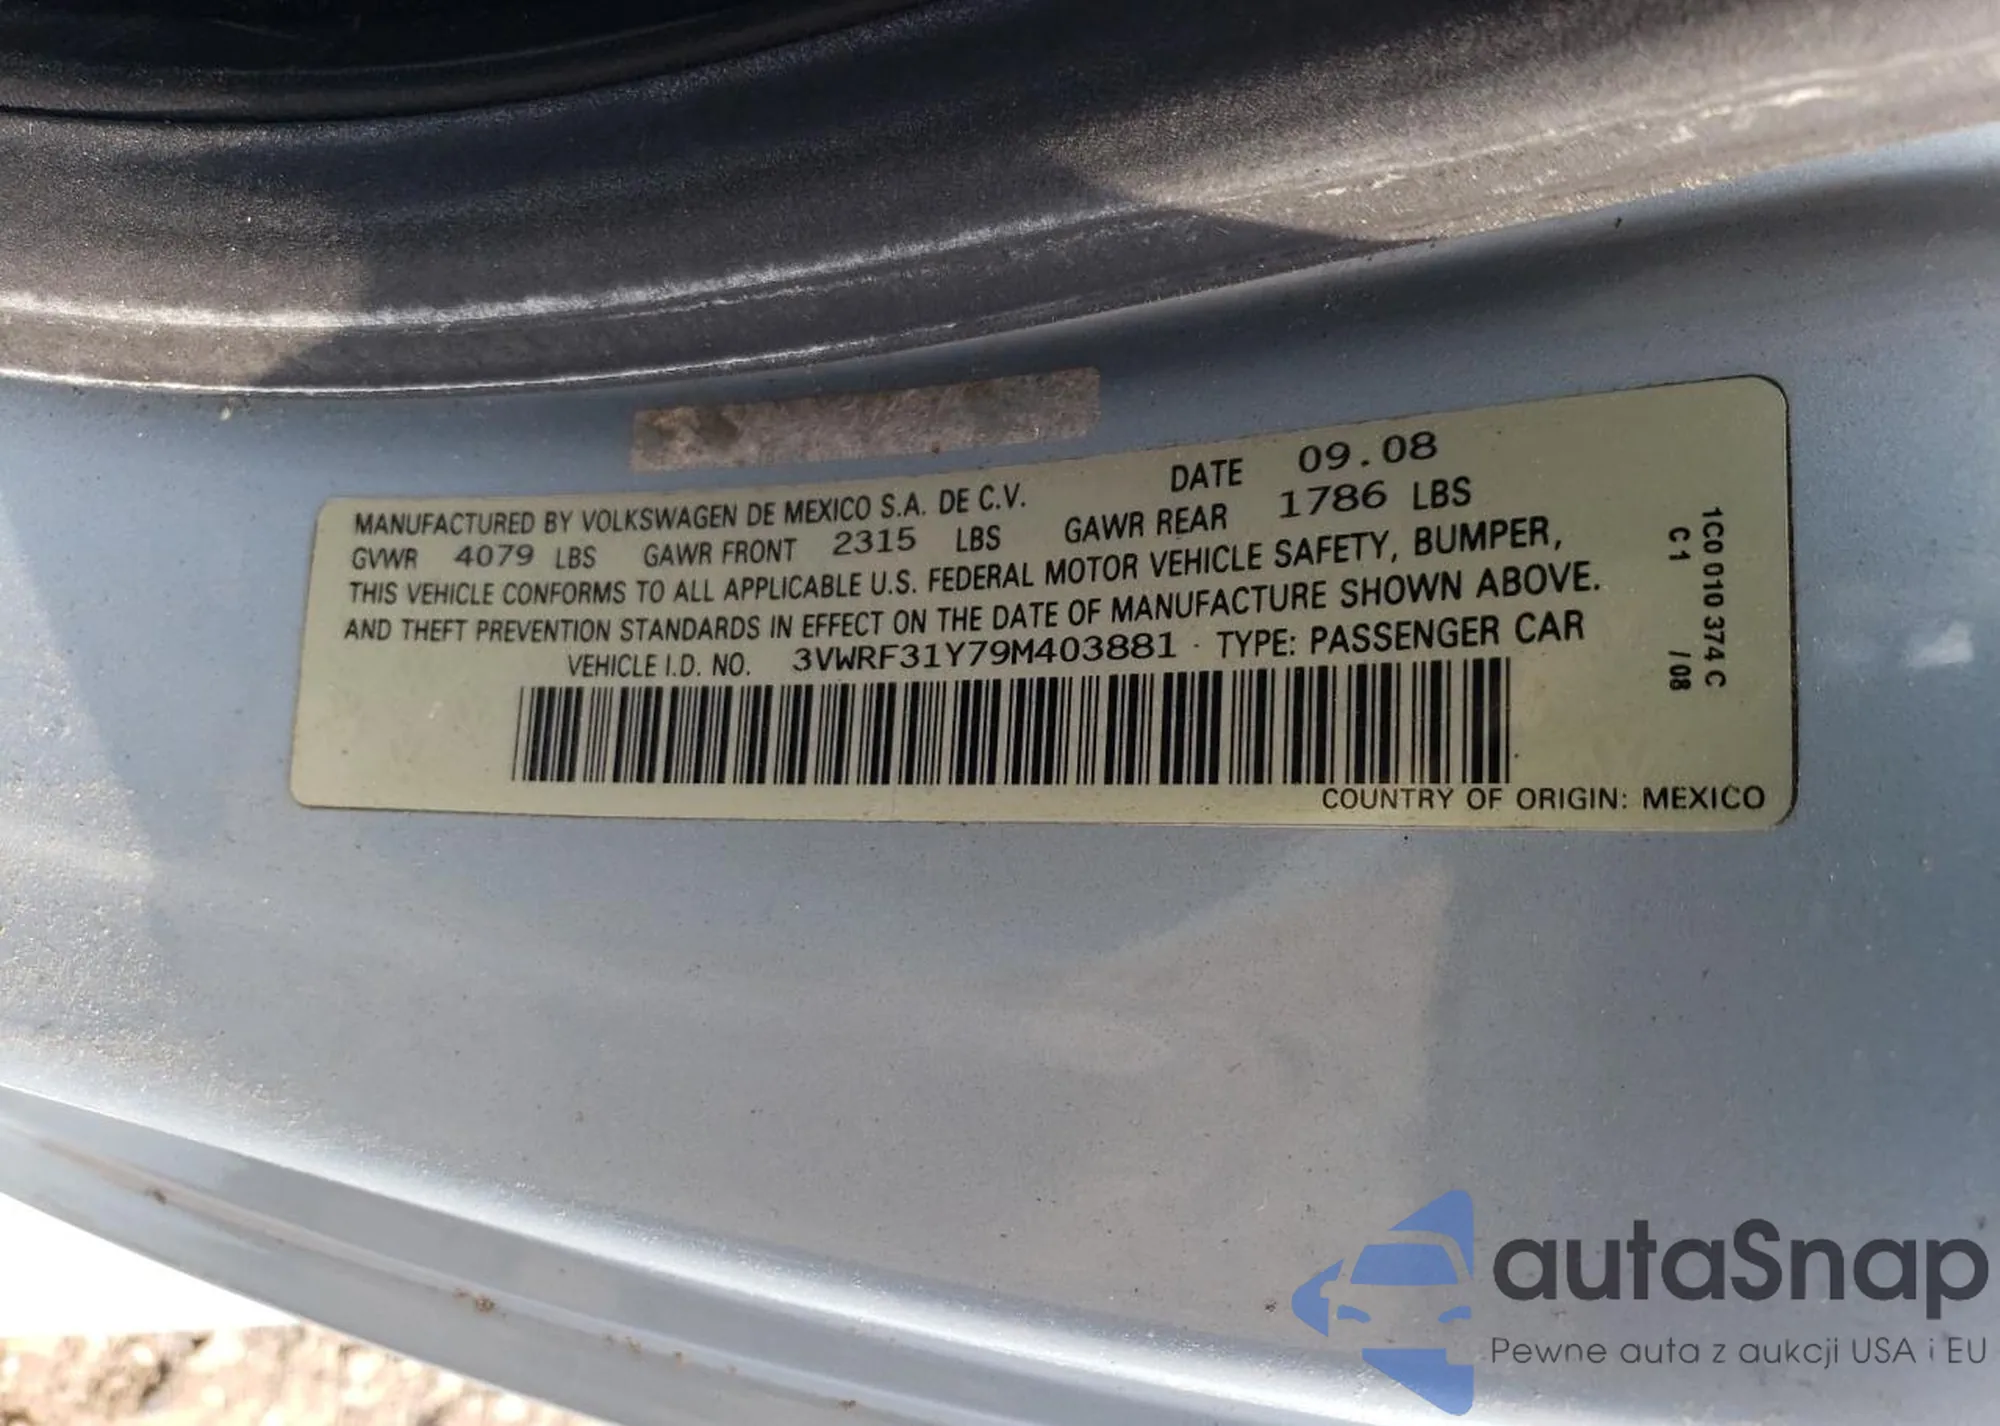 MANUFACTURED BY VOLKSWAGEN DE MEXICO S.A. DE C.V. DATE 09.08
GVWR 4079 LBS GAWR FRONT 2315 LBS GAWR REAR 1786 LBS
THIS VEHICLE CONFORMS TO ALL APPLICABLE U.S. FEDERAL MOTOR VEHICLE SAFETY, BUMPER,
AND THEFT PREVENTION STANDARDS IN EFFECT ON THE DATE OF MANUFACTURE SHOWN ABOVE.
VEHICLE I.D. NO. 3VWRF31Y79M403881 · TYPE: PASSENGER CAR
COUNTRY OF ORIGIN: MEXICO
1C0 010 374 C
C1 /08
autaSnap
Pewne auta z aukcji USA i EU